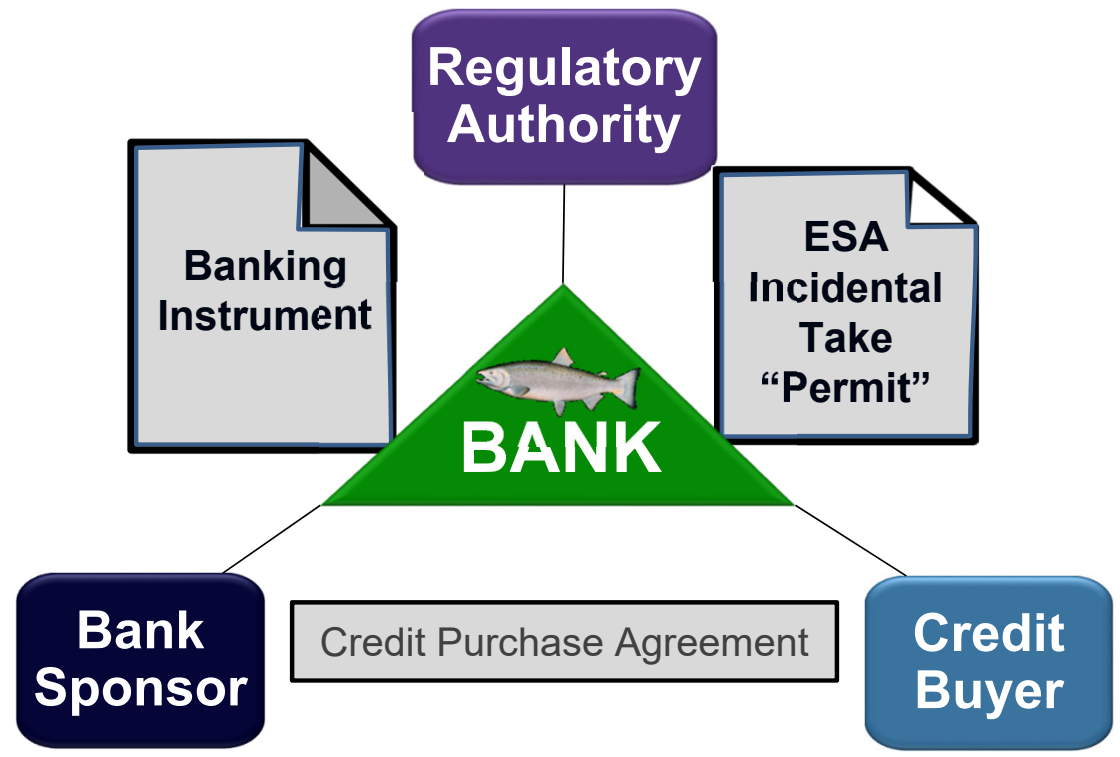 Regulatory
Authority
Banking
Instrument
ESA
Incidental
Take
“Permit”
BANK
Bank
Sponsor
Credit Purchase Agreement
Credit
Buyer